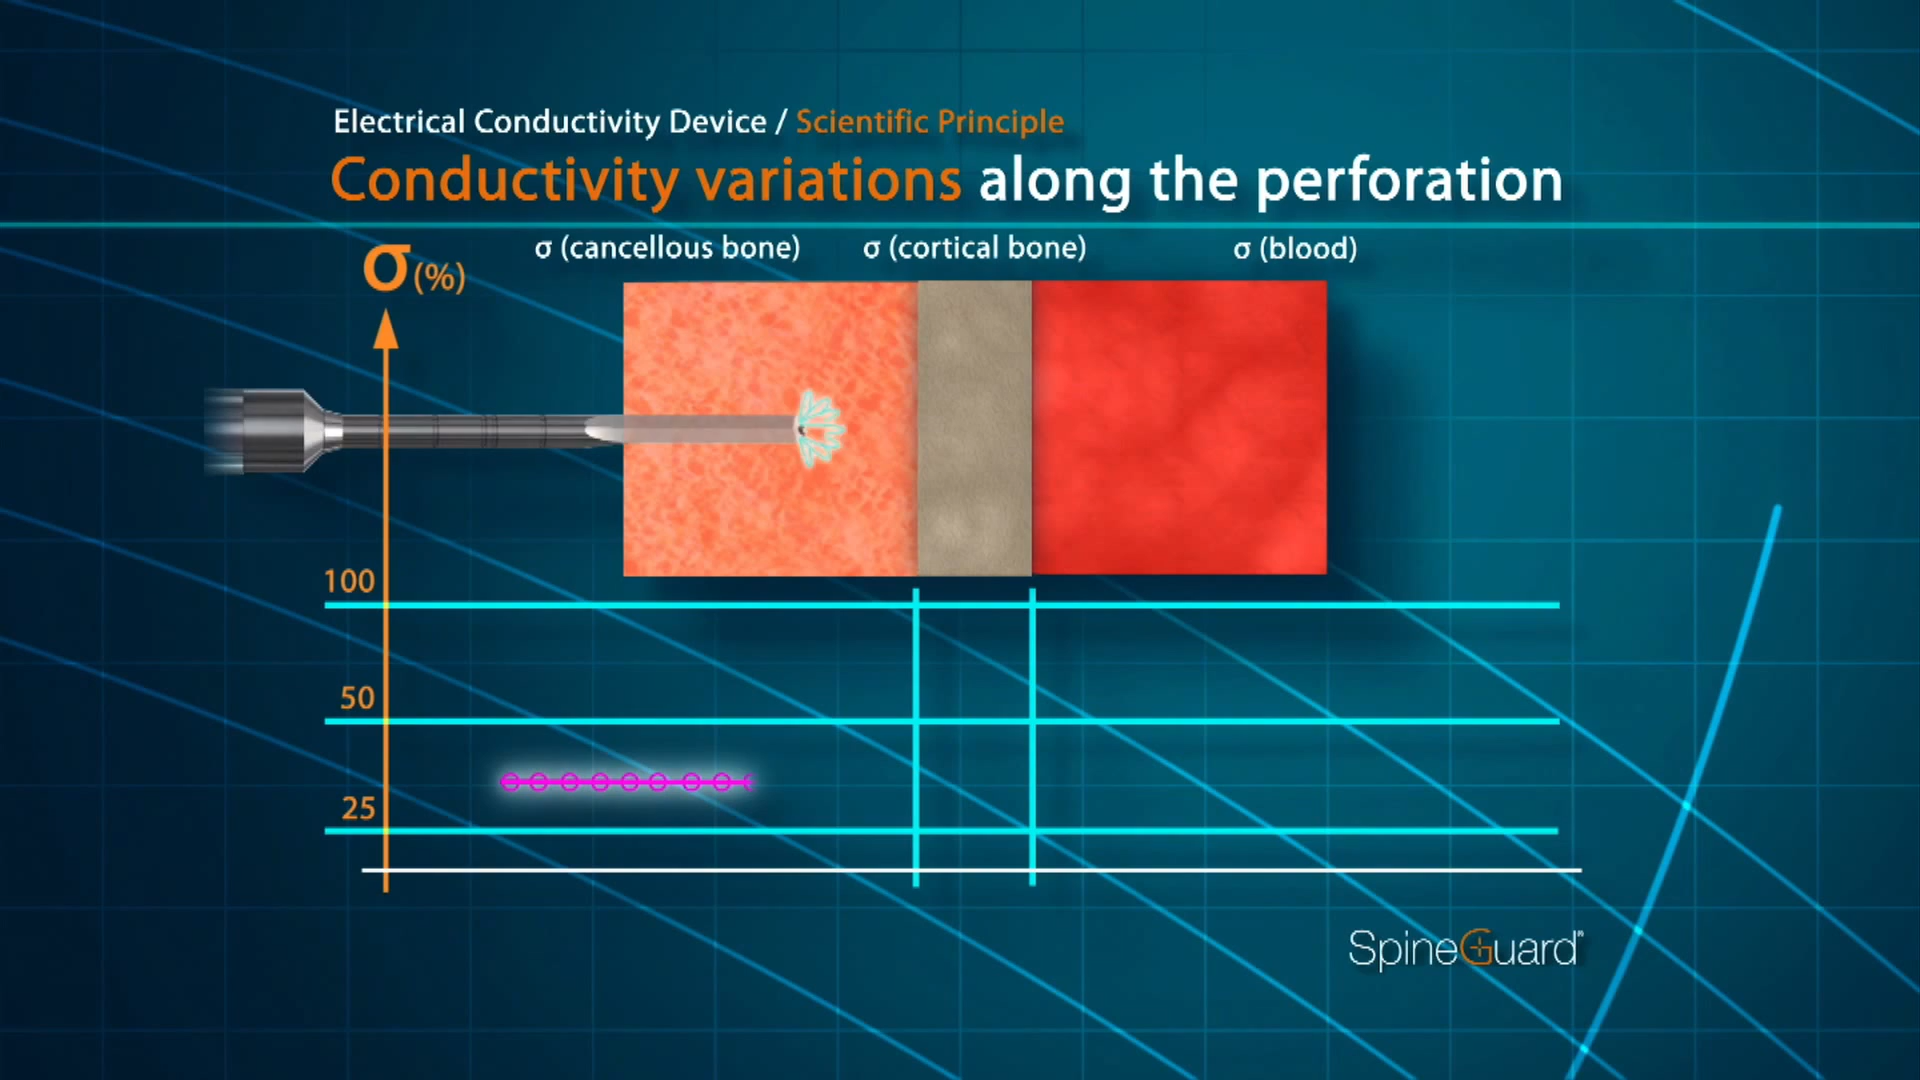 Electrical Conductivity Device / Scientific Principle
Conductivity variations along the perforation
σ (%)
σ (cancellous bone)
σ (cortical bone)
σ (blood)
100
50
25
SpineGuard®